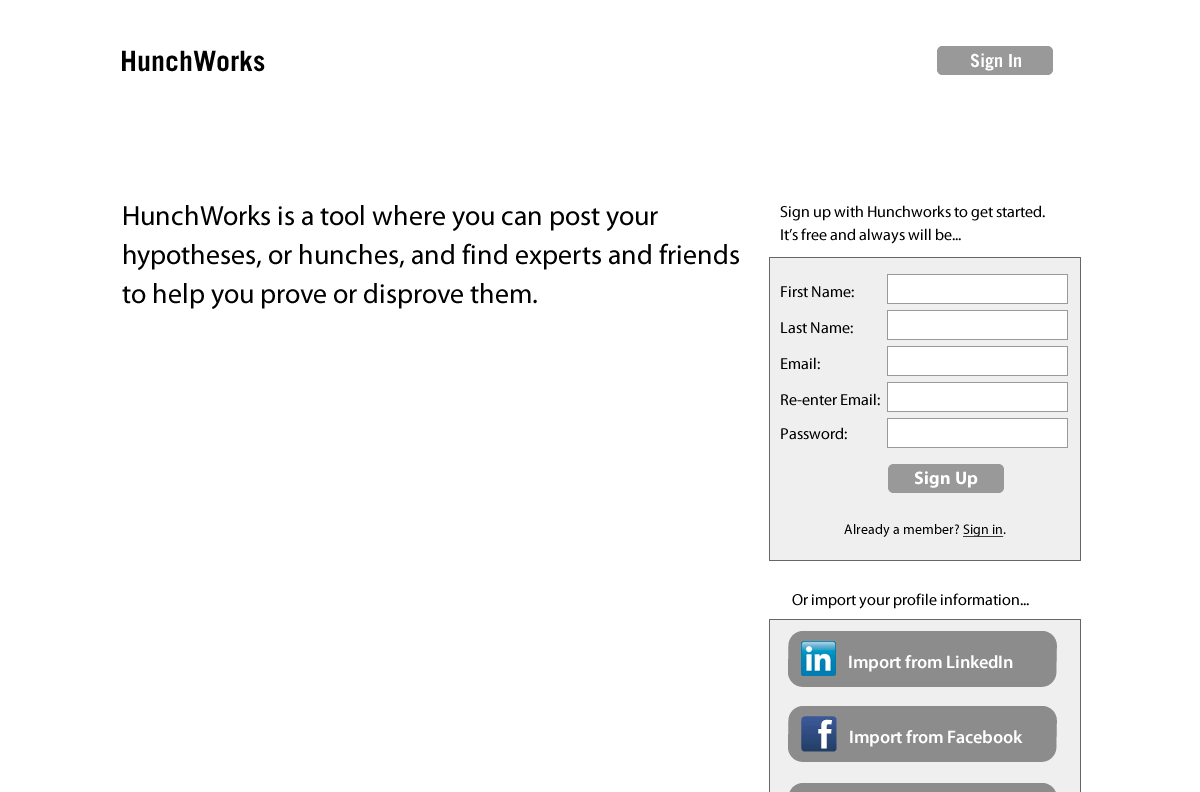 HunchWorks
Sign In
HunchWorks is a tool where you can post your
hypotheses, or hunches, and find experts and friends
to help you prove or disprove them.
Sign up with Hunchworks to get started.
It's free and always will be...
First Name:
Last Name:
Email:
Re-enter Email:
Password:
Sign Up
Already a member? Sign in.
Or import your profile information...
in Import from LinkedIn
f Import from Facebook